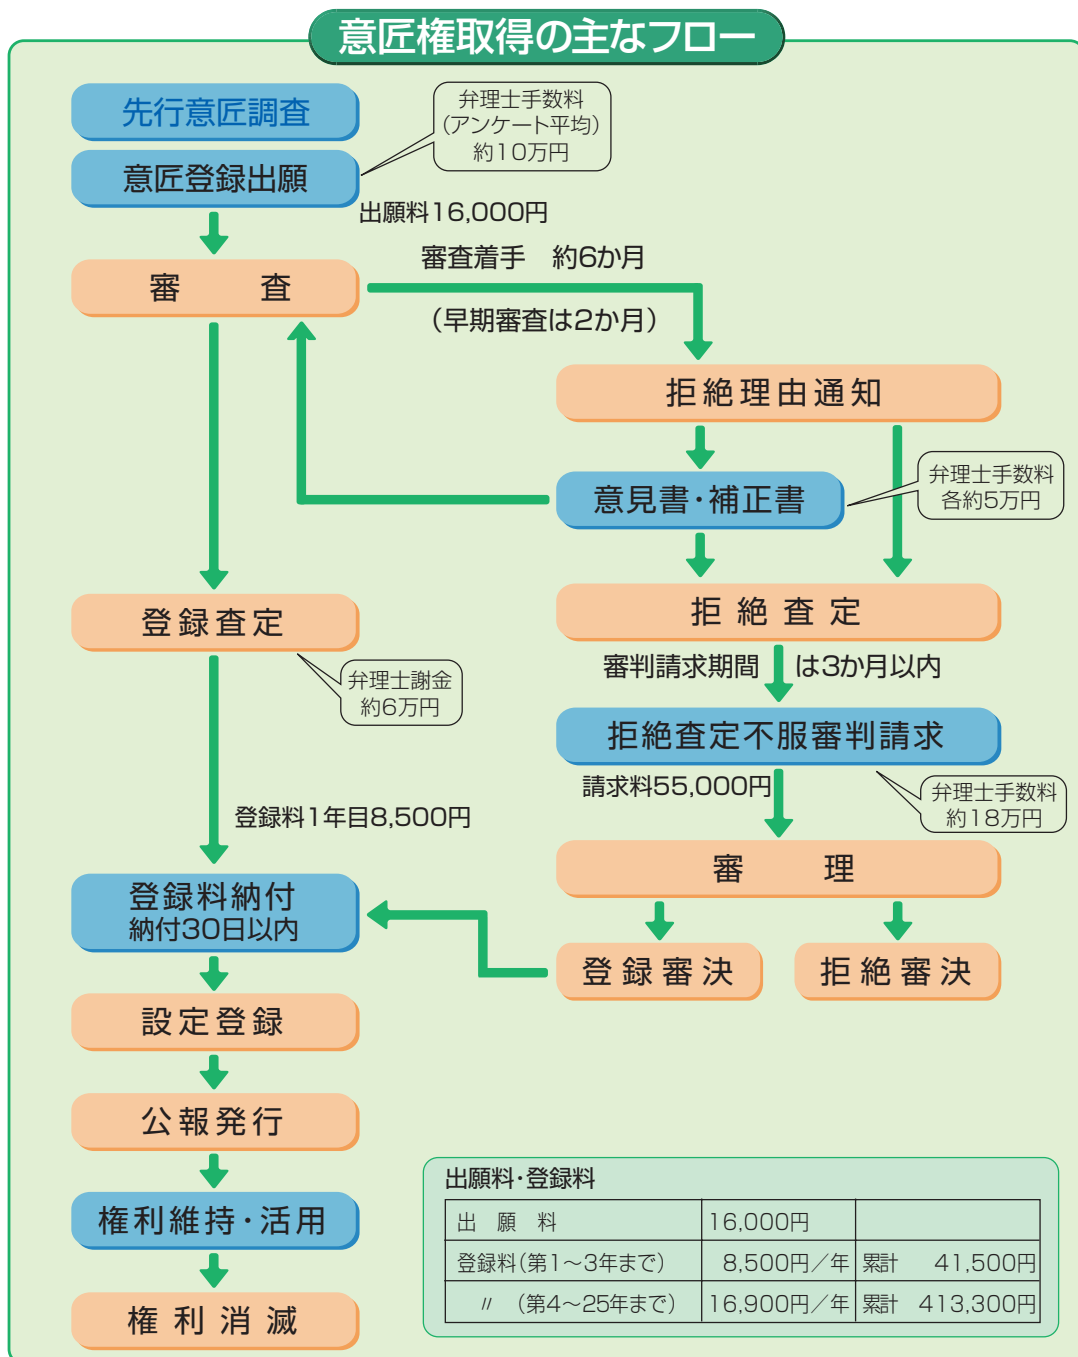 意匠権取得の主なフロー
先行意匠調査
弁理士手数料
(アンケート平均)
約10万円
意匠登録出願
出願料16,000円
審査着手 約6か月
審 査
(早期審査は2か月)
拒絶理由通知
意見書・補正書
弁理士手数料
各約5万円
登録査定
拒絶査定
弁理士謝金
約6万円
審判請求期間 は3か月以内
拒絶査定不服審判請求
請求料55,000円
弁理士手数料
約18万円
登録料1年目8,500円
審 理
登録料納付
納付30日以内
登録審決
拒絶審決
設定登録
公報発行
権利維持・活用
権利消滅
出願料・登録料
出 願 料 16,000円
登録料(第1~3年まで) 8,500円/年 累計 41,500円
〃 (第4~25年まで) 16,900円/年 累計 413,300円